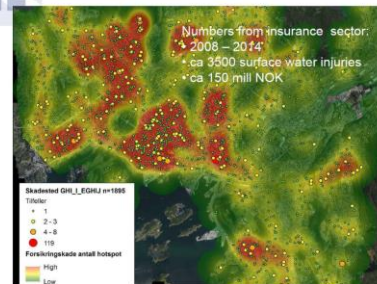 Numbers from insurance sector:
• 2008 – 2014
• ca 3500 surface water injuries
• ca 150 mill NOK
Skadested GHI_I_EGHIJ n=1895
Tilfeller
1
2 - 3
4 - 8
119
Forsikringskade antall hotspot
High
Low